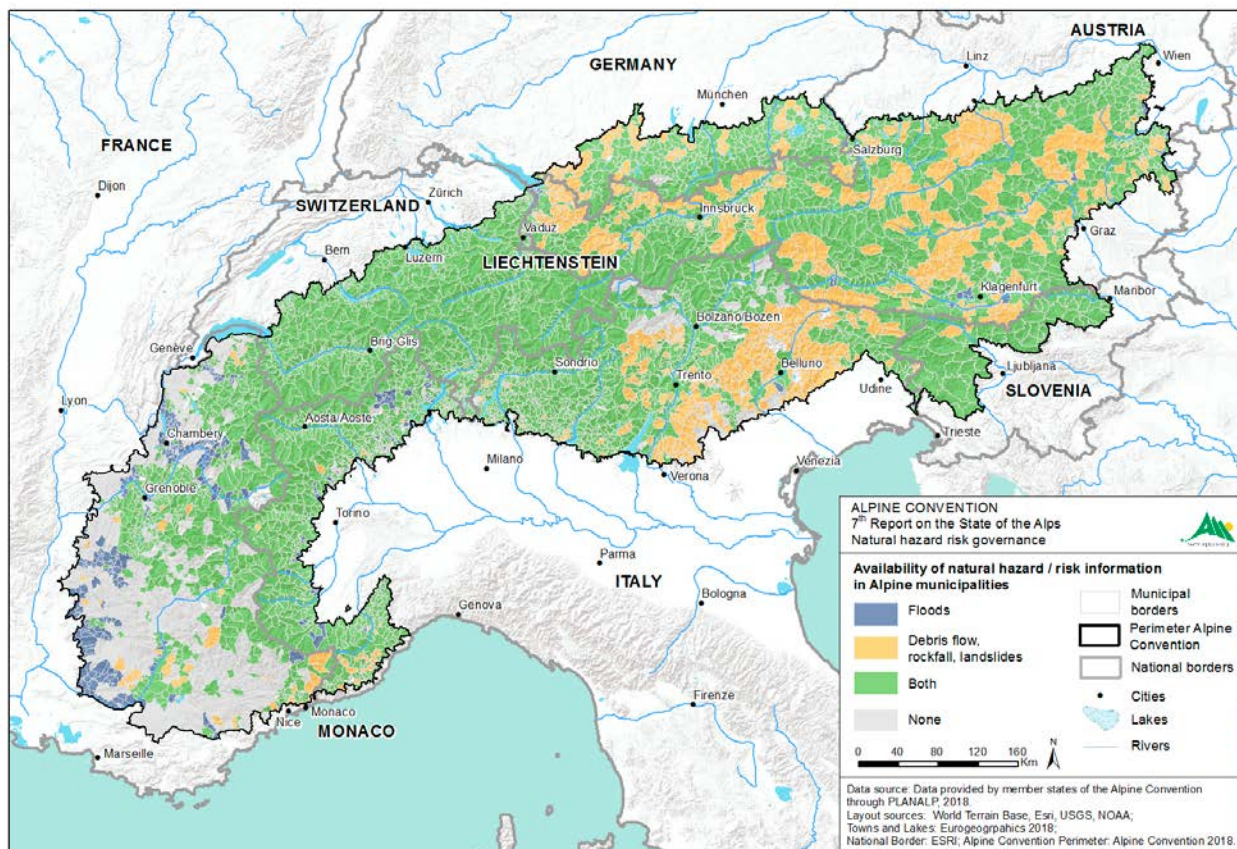 AUSTRIA
Linz
Wien
GERMANY
München
FRANCE
Salzburg
Dijon
Zürich
SWITZERLAND
Innsbruck
Vaduz
Graz
Bern
Luzern
LIECHTENSTEIN
Klagenfurt
Maribor
Bolzano/Bozen
Genève
Brig-Glis
Sondrio
Belluno
Ljubljana
Trento
Udine
SLOVENIA
Lyon
Aosta/Aoste
Chambery
Trieste
Milano
Venezia
Verona
Grenoble
Torino
Parma
ITALY
Bologna
Genova
Firenze
Nice
Monaco
MONACO
Marseille
ALPINE CONVENTION
7th Report on the State of the Alps
Natural hazard risk governance
Availability of natural hazard / risk information
in Alpine municipalities
Floods
Debris flow,
rockfall, landslides
Both
None
Municipal
borders
Perimeter Alpine
Convention
National borders
Cities
Lakes
Rivers
0 40 80 120 160
Km
N
Data source: Data provided by member states of the Alpine Convention
through PLANALP, 2018.
Layout sources: World Terrain Base, Esri, USGS, NOAA;
Towns and Lakes: Eurogeogrpahics 2018;
National Border: ESRI; Alpine Convention Perimeter: Alpine Convention 2018.